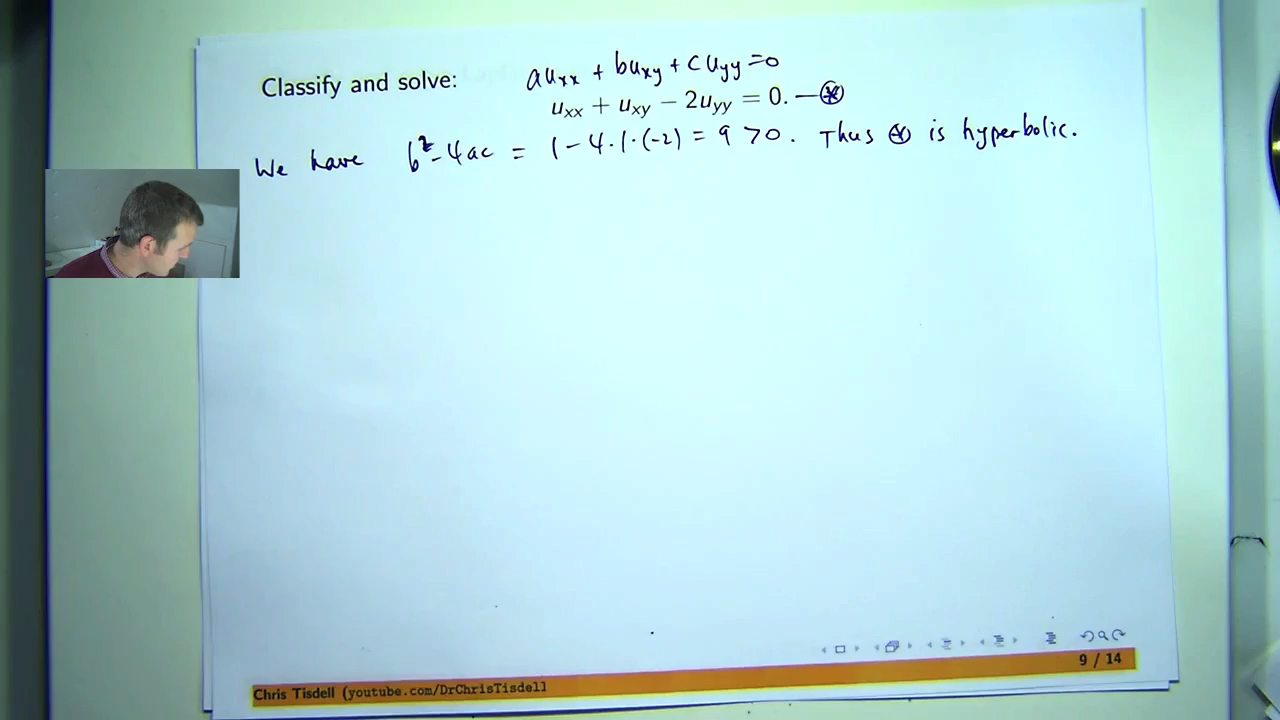 au_xx + bu_xy + cu_yy = 0
Classify and solve:
u_xx + u_xy − 2u_yy = 0. — ⊛
We have b² − 4ac = 1 − 4·1·(−2) = 9 > 0. Thus ⊛ is hyperbolic.
9 / 14
Chris Tisdell (youtube.com/DrChrisTisdell